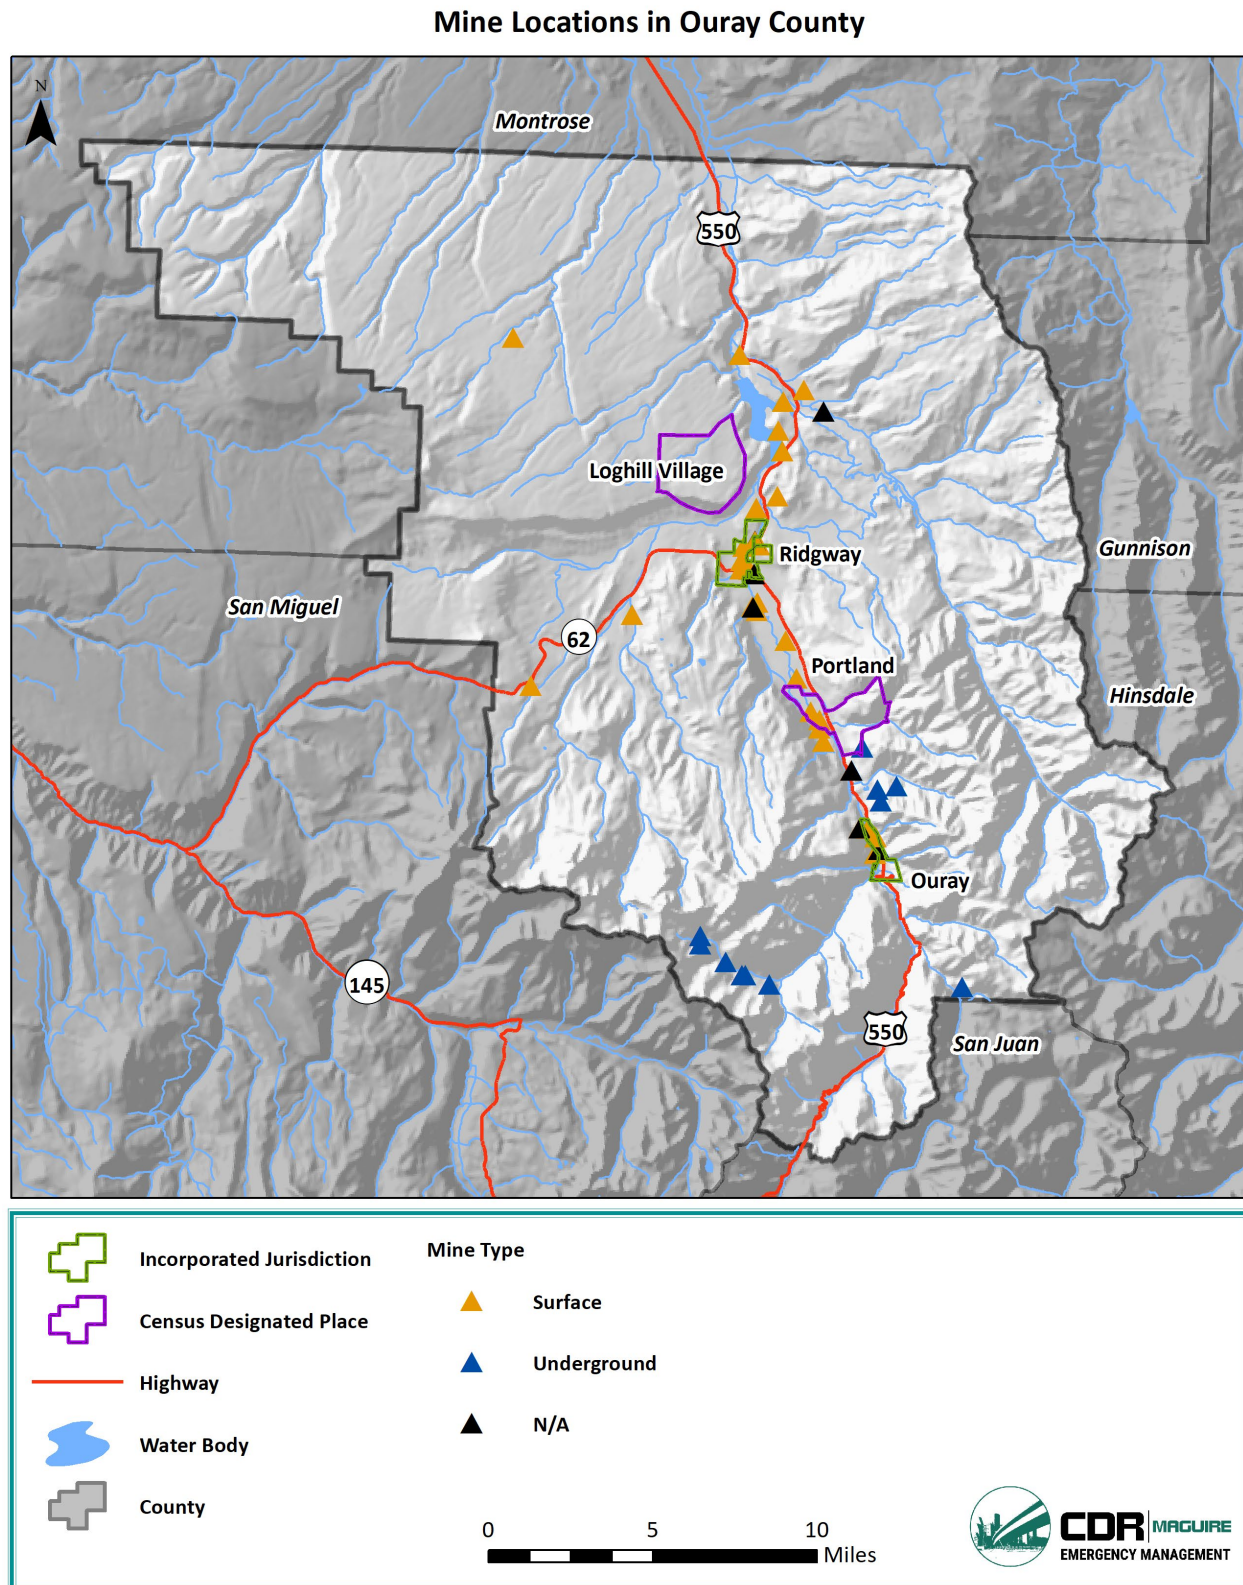 Mine Locations in Ouray County
N
Montrose
550
Loghill Village
Ridgway
Gunnison
San Miguel
62
Portland
Hinsdale
Ouray
145
550
San Juan
Incorporated Jurisdiction
Census Designated Place
Highway
Water Body
County
Mine Type
Surface
Underground
N/A
0 5 10
Miles
CDR MAGUIRE
EMERGENCY MANAGEMENT